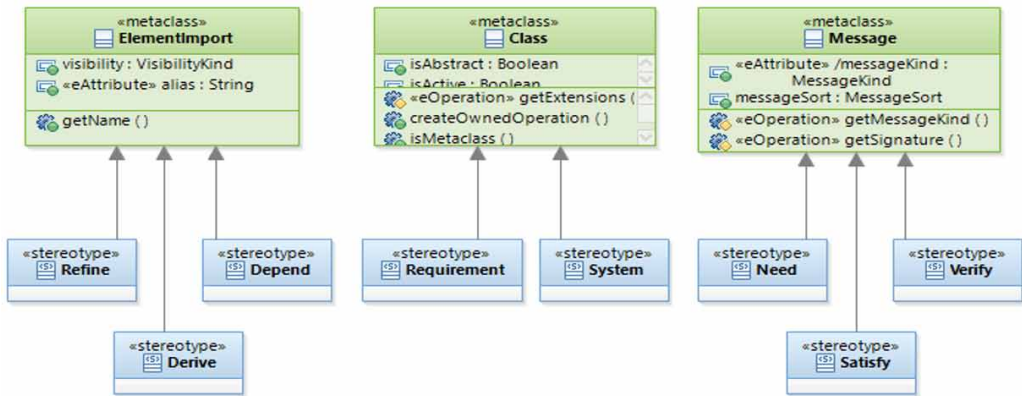 «metaclass»
ElementImport
visibility : VisibilityKind
«eAttribute» alias : String
getName ( )
«metaclass»
Class
isAbstract : Boolean
isActive : Boolean
«eOperation» getExtensions (
createOwnedOperation ( )
isMetaclass ( )
«metaclass»
Message
«eAttribute» /messageKind :
MessageKind
messageSort : MessageSort
«eOperation» getMessageKind ( )
«eOperation» getSignature ( )
«stereotype»
Refine
«stereotype»
Depend
«stereotype»
Requirement
«stereotype»
System
«stereotype»
Need
«stereotype»
Verify
«stereotype»
Derive
«stereotype»
Satisfy